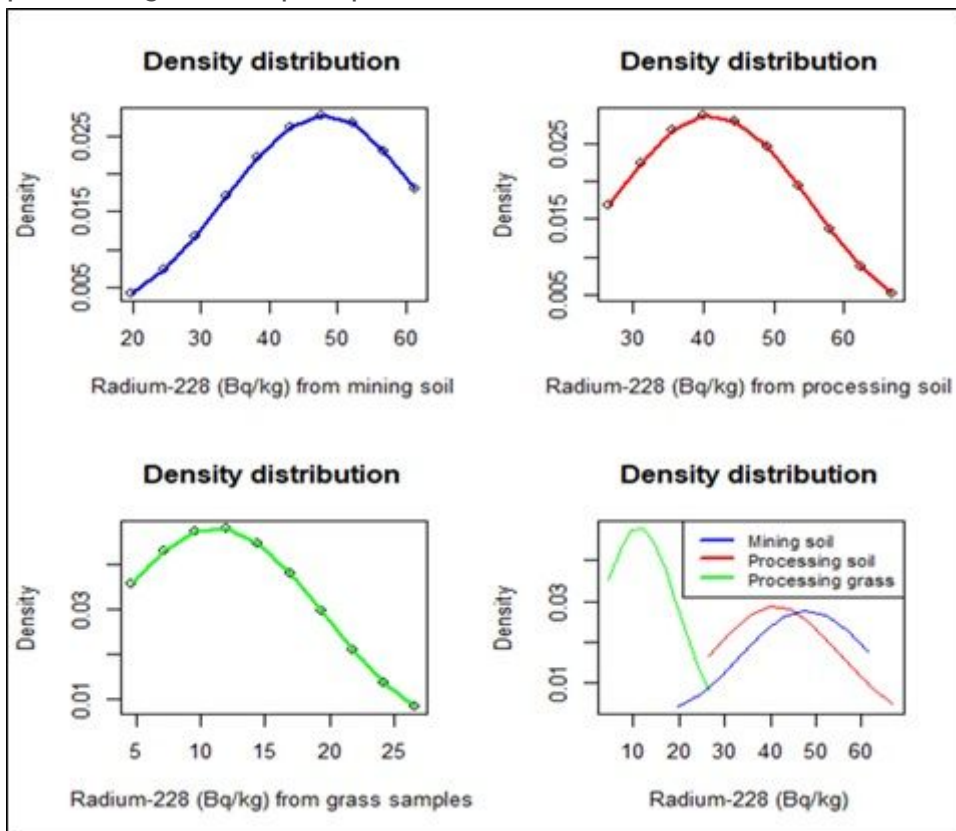 Density distribution
Density
0.005 0.015 0.025
20 30 40 50 60
Radium-228 (Bq/kg) from mining soil
Density distribution
Density
0.005 0.015 0.025
30 40 50 60
Radium-228 (Bq/kg) from processing soil
Density distribution
Density
0.01 0.03
5 10 15 20 25
Radium-228 (Bq/kg) from grass samples
Density distribution
Density
0.01 0.03
Mining soil
Processing soil
Processing grass
10 20 30 40 50 60
Radium-228 (Bq/kg)